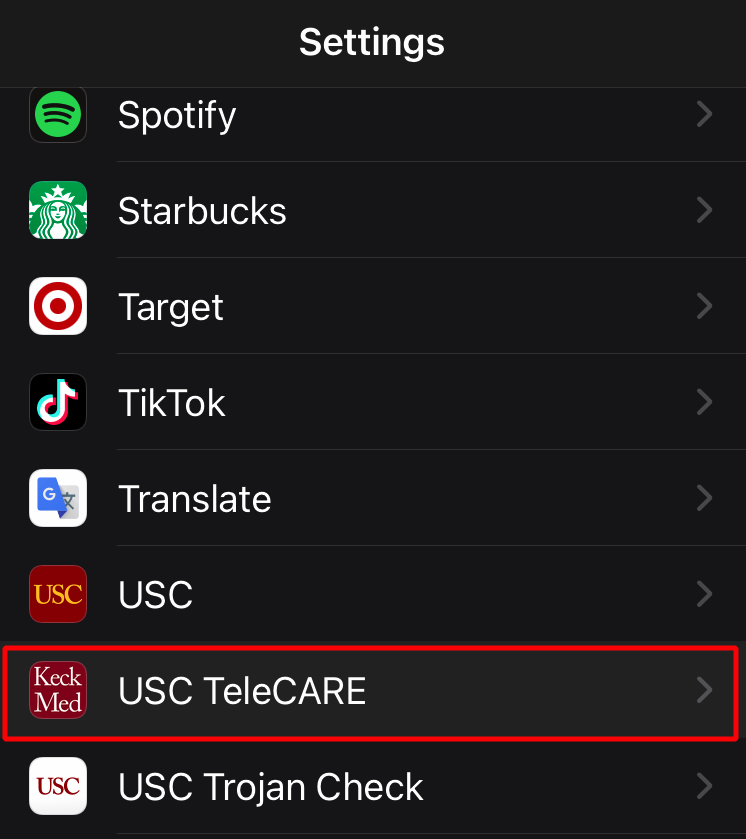 Settings
Spotify
Starbucks
Target
TikTok
G 文
Translate
USC
USC
Keck
Med
USC TeleCARE
USC
USC Trojan Check